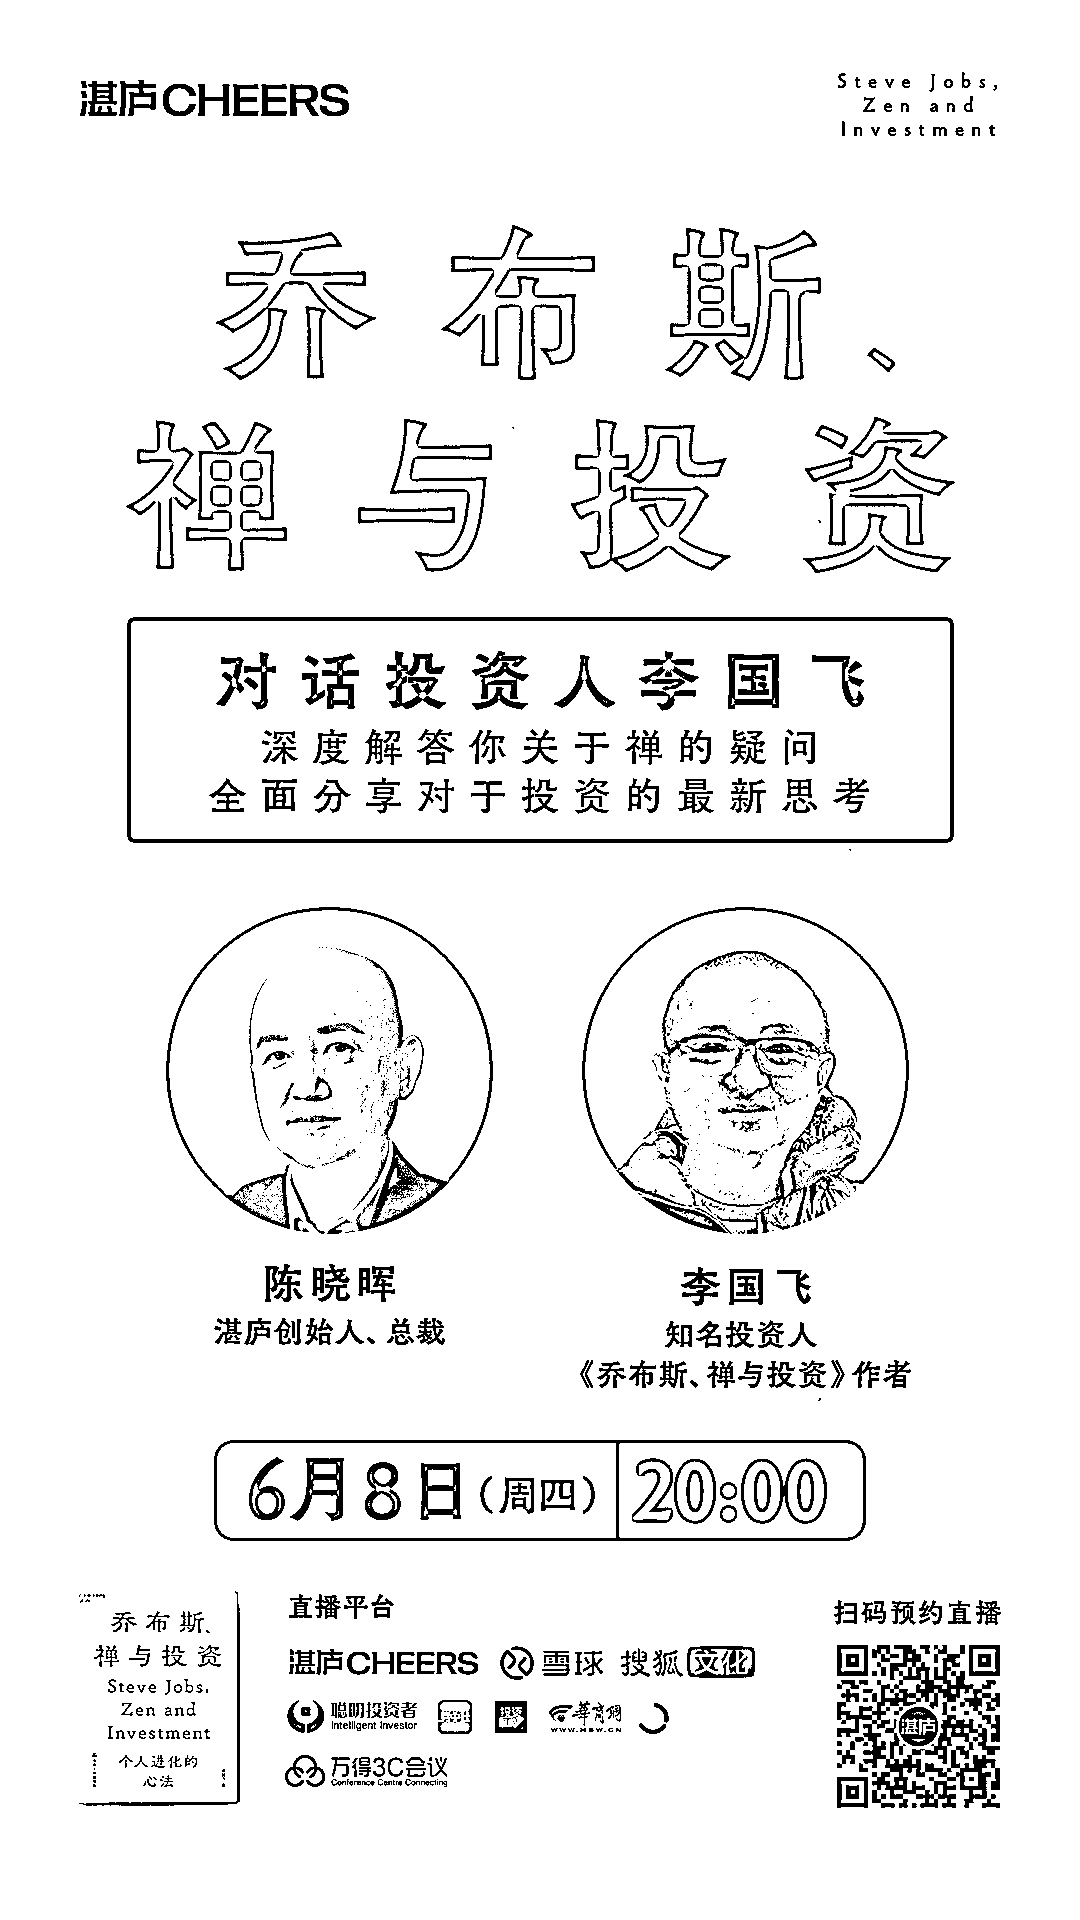 湛庐CHEERS
Steve Jobs,
Zen and
Investment
乔布斯、
禅与投资
对话投资人李国飞
深度解答你关于禅的疑问
全面分享对于投资的最新思考
陈晓晖
湛庐创始人、总裁
李国飞
知名投资人
《乔布斯、禅与投资》作者
6月8日（周四） 20:00
乔布斯、
禅与投资
Steve Jobs,
Zen and
Investment
个人进化的
心法
直播平台
湛庐CHEERS 雪球 搜狐文化
聪明投资者
Intelligent Investor
华商网
www.HSW.CN
万得3C会议
Conference Centre Connecting
扫码预约直播
湛庐